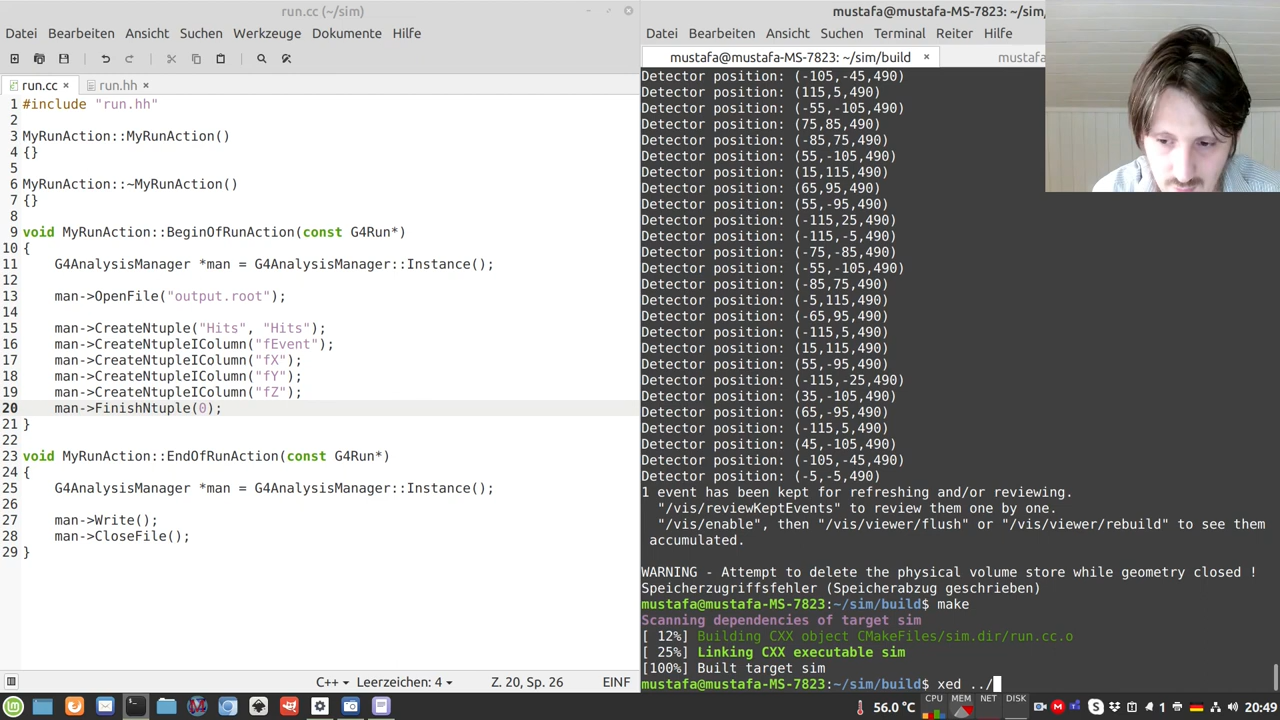 run.cc (~/sim)
Datei Bearbeiten Ansicht Suchen Werkzeuge Dokumente Hilfe
run.cc × run.hh ×
1 #include "run.hh"
2
3 MyRunAction::MyRunAction()
4 {}
5
6 MyRunAction::~MyRunAction()
7 {}
8
9 void MyRunAction::BeginOfRunAction(const G4Run*)
10 {
11 G4AnalysisManager *man = G4AnalysisManager::Instance();
12
13 man->OpenFile("output.root");
14
15 man->CreateNtuple("Hits", "Hits");
16 man->CreateNtupleIColumn("fEvent");
17 man->CreateNtupleIColumn("fX");
18 man->CreateNtupleIColumn("fY");
19 man->CreateNtupleIColumn("fZ");
20 man->FinishNtuple(0);
21 }
22
23 void MyRunAction::EndOfRunAction(const G4Run*)
24 {
25 G4AnalysisManager *man = G4AnalysisManager::Instance();
26
27 man->Write();
28 man->CloseFile();
29 }
C++ Leerzeichen: 4 Z. 20, Sp. 26 EINF
mustafa@mustafa-MS-7823: ~/sim/
Datei Bearbeiten Ansicht Suchen Terminal Reiter Hilfe
mustafa@mustafa-MS-7823: ~/sim/build × mustafa
Detector position: (-105,-45,490)
Detector position: (115,5,490)
Detector position: (-55,-105,490)
Detector position: (75,85,490)
Detector position: (-85,75,490)
Detector position: (55,-105,490)
Detector position: (15,115,490)
Detector position: (65,95,490)
Detector position: (55,-95,490)
Detector position: (-115,25,490)
Detector position: (-115,-5,490)
Detector position: (-75,-85,490)
Detector position: (-55,-105,490)
Detector position: (-85,75,490)
Detector position: (-5,115,490)
Detector position: (-65,95,490)
Detector position: (-115,5,490)
Detector position: (15,115,490)
Detector position: (55,-95,490)
Detector position: (-115,-25,490)
Detector position: (35,-105,490)
Detector position: (65,-95,490)
Detector position: (-115,5,490)
Detector position: (45,-105,490)
Detector position: (-105,-45,490)
Detector position: (-5,-5,490)
1 event has been kept for refreshing and/or reviewing.
"/vis/reviewKeptEvents" to review them one by one.
"/vis/enable", then "/vis/viewer/flush" or "/vis/viewer/rebuild" to see them
accumulated.
WARNING - Attempt to delete the physical volume store while geometry closed !
Speicherzugriffsfehler (Speicherabzug geschrieben)
mustafa@mustafa-MS-7823:~/sim/build$ make
Scanning dependencies of target sim
[ 12%] Building CXX object CMakeFiles/sim.dir/run.cc.o
[ 25%] Linking CXX executable sim
[100%] Built target sim
mustafa@mustafa-MS-7823:~/sim/build$ xed ../
56.0°C CPU MEM NET DISK 1 20:49